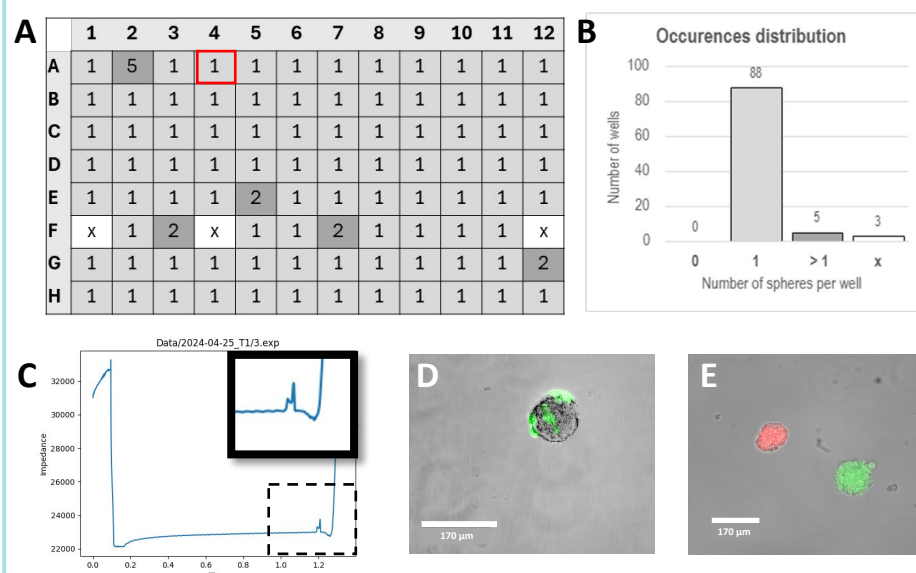 A
1 2 3 4 5 6 7 8 9 10 11 12
A 1 5 1 1 1 1 1 1 1 1 1 1
B 1 1 1 1 1 1 1 1 1 1 1 1
C 1 1 1 1 1 1 1 1 1 1 1 1
D 1 1 1 1 1 1 1 1 1 1 1 1
E 1 1 1 1 2 1 1 1 1 1 1 1
F x 1 2 x 1 1 2 1 1 1 1 x
G 1 1 1 1 1 1 1 1 1 1 1 2
H 1 1 1 1 1 1 1 1 1 1 1 1
B
Occurences distribution
Number of wells
100
80
60
40
20
0
0 88 5 3
0 1 >1 x
Number of spheres per well
C
Data/2024-04-25_T1/3.exp
Impedance
32000
30000
28000
26000
24000
22000
0.0 0.2 0.4 0.6 0.8 1.0 1.2
D
170 µm
E
170 µm